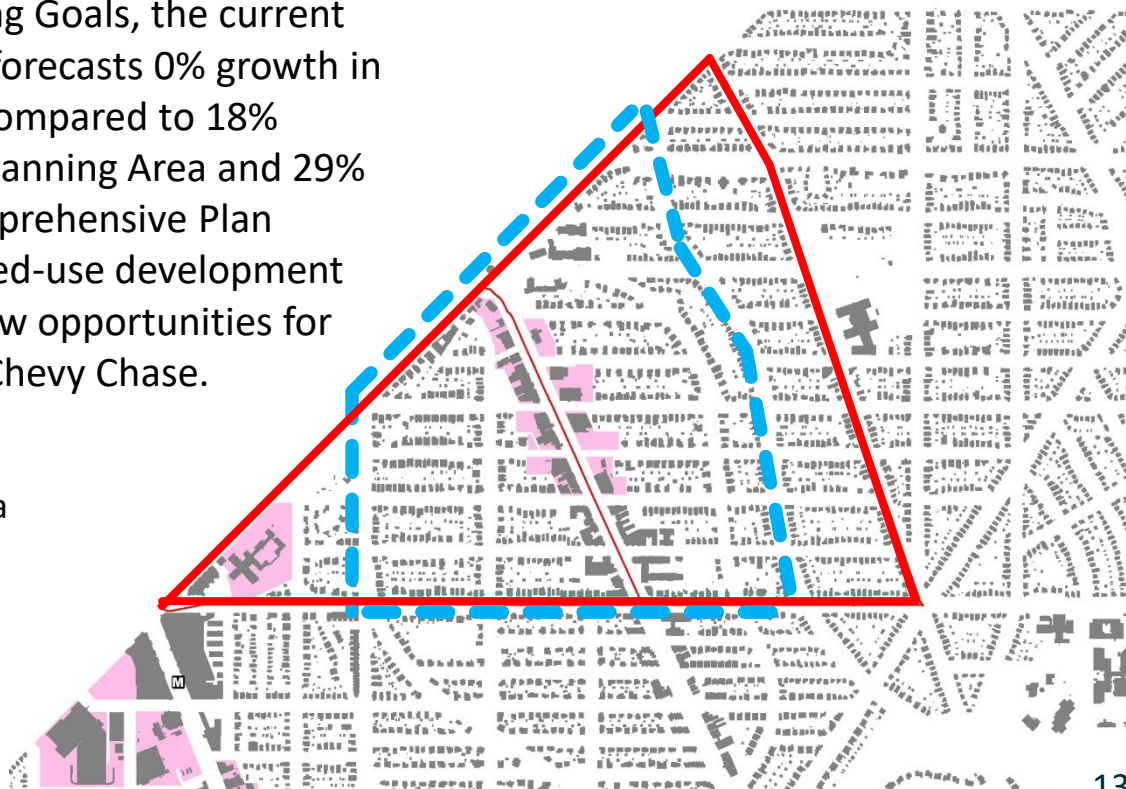 ng Goals, the current
forecasts 0% growth in
ompared to 18%
anning Area and 29%
prehensive Plan
ed-use development
w opportunities for
Chevy Chase.
a
M
13